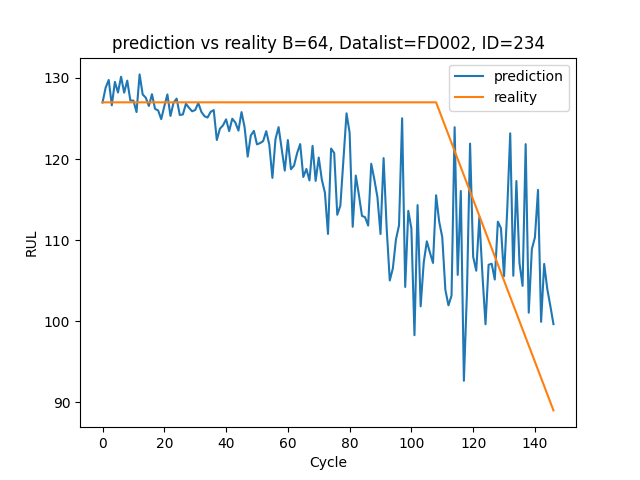 prediction vs reality B=64, Datalist=FD002, ID=234
prediction
reality
130
120
110
100
90
RUL
0 20 40 60 80 100 120 140
Cycle